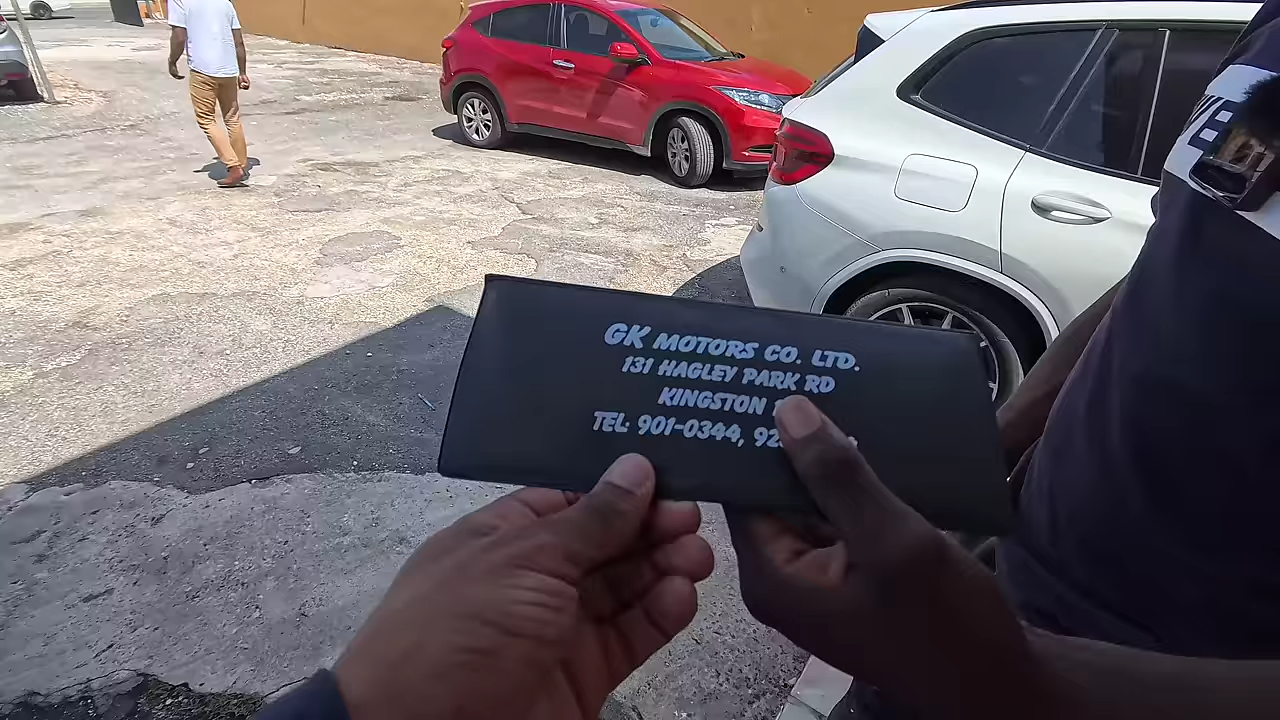 GK MOTORS CO. LTD.
131 HAGLEY PARK RD
KINGSTON
TEL: 901-0344,